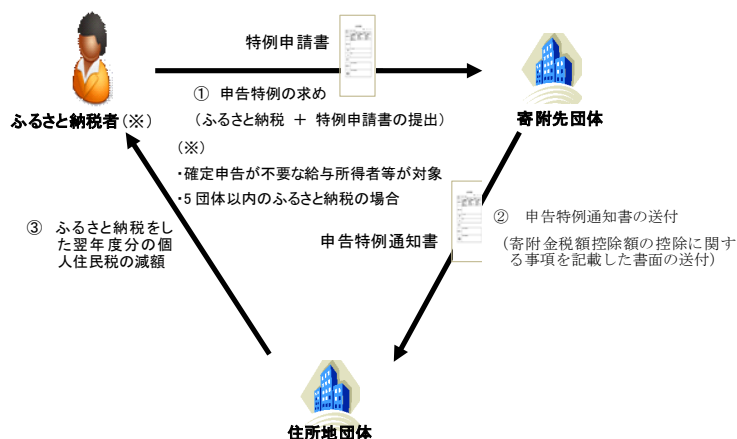 特例申請書
① 申告特例の求め
(ふるさと納税 + 特例申請書の提出)
ふるさと納税者(※)
寄附先団体
(※)
・確定申告が不要な給与所得者等が対象
・5 団体以内のふるさと納税の場合
③ ふるさと納税をし
た翌年度分の個
人住民税の減額
申告特例通知書
② 申告特例通知書の送付
(寄附金税額控除額の控除に関す
る事項を記載した書面の送付)
住所地団体